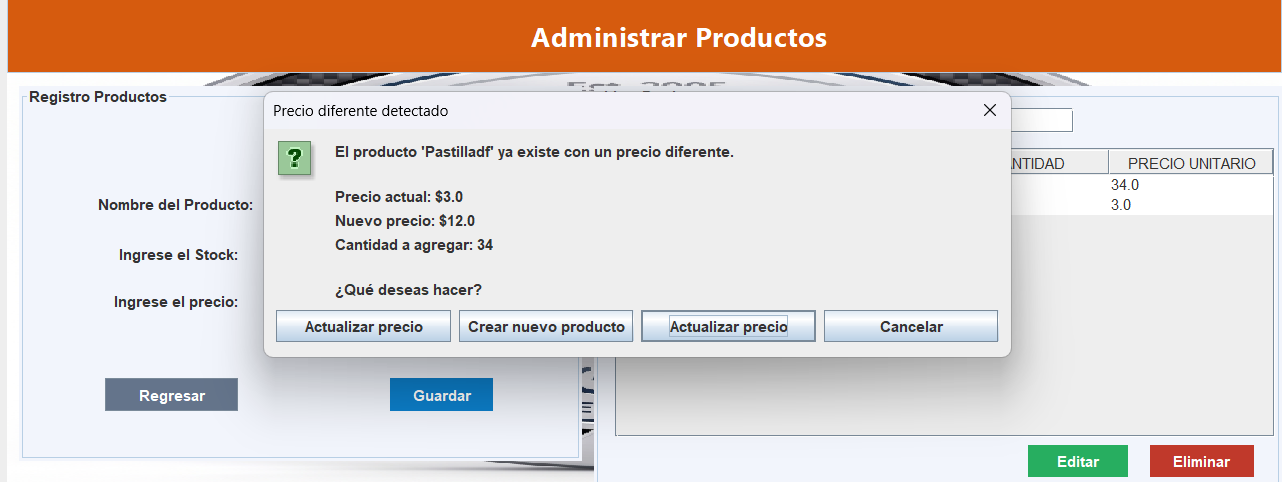 Administrar Productos
Registro Productos
Precio diferente detectado
El producto 'Pastilladf' ya existe con un precio diferente.
Precio actual: $3.0
Nuevo precio: $12.0
Cantidad a agregar: 34
¿Qué deseas hacer?
Actualizar precio
Crear nuevo producto
Actualizar precio
Cancelar
Nombre del Producto:
Ingrese el Stock:
Ingrese el precio:
Regresar
Guardar
PRECIO UNITARIO
34.0
3.0
Editar
Eliminar